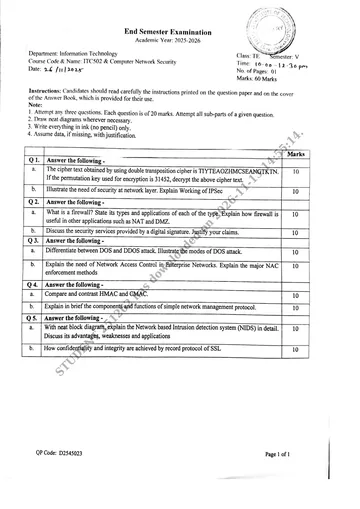 End Semester Examination
Academic Year: 2025-2026
Department: Information Technology
Course Code & Name: ITC502 & Computer Network Security
Date: 26/11/2025
Class: TE Semester: V
Time: 10:00 - 12:30 pm
No. of Pages: 01
Marks: 60 Marks
Instructions: Candidates should read carefully the instructions printed on the question paper and on the cover
of the Answer Book, which is provided for their use.
Note:
1. Attempt any three questions. Each question is of 20 marks. Attempt all sub-parts of a given question.
2. Draw neat diagrams wherever necessary.
3. Write everything in ink (no pencil) only.
4. Assume data, if missing, with justification.
Marks
Q 1. Answer the following -
a. The cipher text obtained by using double transposition cipher is
If the permutation key used for encryption is 31452, decrypt the above cipher text. 10
b. Illustrate the need of security at network layer. Explain Working of IPSec 10
Q 2. Answer the following -
a. What is a firewall? State its types and applications of each of the type. Explain how firewall is
useful in other applications such as NAT and DMZ. 10
b. Discuss the security services provided by a digital signature. Justify your claims. 10
Q 3. Answer the following -
a. Differentiate between DOS and DDOS attack. Illustrate the modes of DOS attack. 10
b. Explain the need of Network Access Control in Enterprise Networks. Explain the major NAC
enforcement methods 10
Q 4. Answer the following -
a. Compare and contrast HMAC and CMAC. 10
b. Explain in brief the components and functions of simple network management protocol. 10
Q 5. Answer the following -
a. With neat block diagram, explain the Network based Intrusion detection system (NIDS) in detail.
Discuss its advantages, weaknesses and applications 10
b. How confidentiality and integrity are achieved by record protocol of SSL 10
QP Code: D2545023
Page 1 of 1